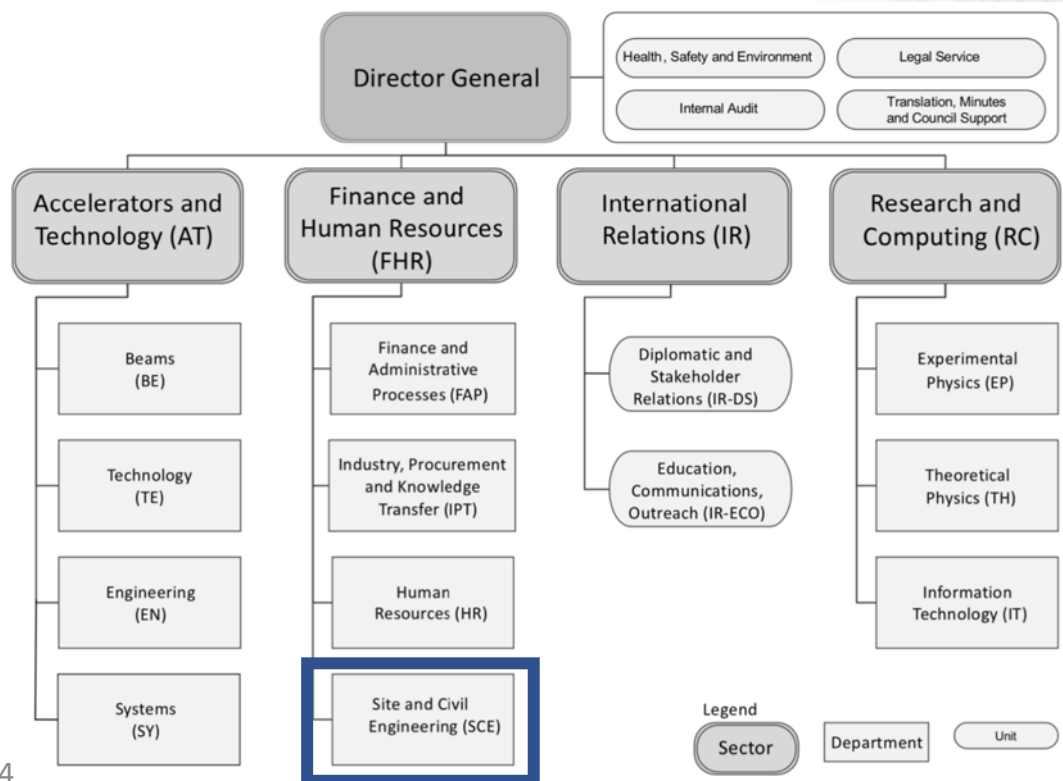 Director General
Health, Safety and Environment
Legal Service
Internal Audit
Translation, Minutes
and Council Support
Accelerators and
Technology (AT)
Finance and
Human Resources
(FHR)
International
Relations (IR)
Research and
Computing (RC)
Beams
(BE)
Technology
(TE)
Engineering
(EN)
Systems
(SY)
Finance and
Administrative
Processes (FAP)
Industry, Procurement
and Knowledge
Transfer (IPT)
Human
Resources (HR)
Site and Civil
Engineering (SCE)
Diplomatic and
Stakeholder
Relations (IR-DS)
Education,
Communications,
Outreach (IR-ECO)
Experimental
Physics (EP)
Theoretical
Physics (TH)
Information
Technology (IT)
Legend
Sector
Department
Unit
4